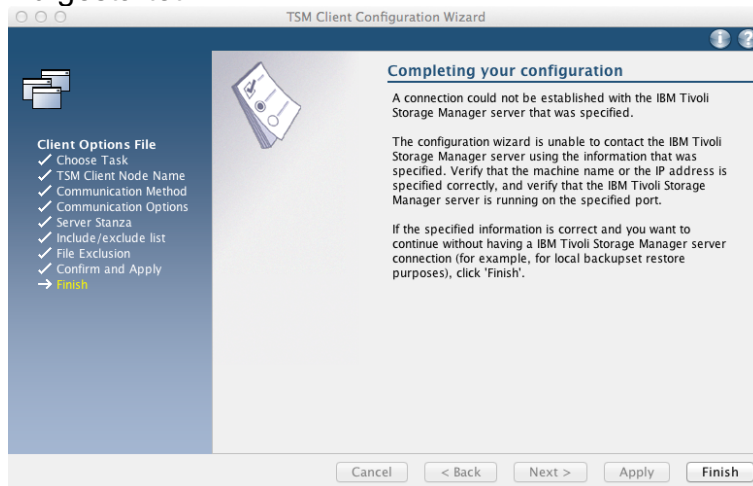 TSM Client Configuration Wizard
Completing your configuration
A connection could not be established with the IBM Tivoli
Storage Manager server that was specified.
The configuration wizard is unable to contact the IBM Tivoli
Storage Manager server using the information that was
specified. Verify that the machine name or the IP address is
specified correctly, and verify that the IBM Tivoli Storage
Manager server is running on the specified port.
If the specified information is correct and you want to
continue without having a IBM Tivoli Storage Manager server
connection (for example, for local backupset restore
purposes), click 'Finish'.
Client Options File
Choose Task
TSM Client Node Name
Communication Method
Communication Options
Server Stanza
Include/exclude list
File Exclusion
Confirm and Apply
Finish
Cancel
< Back
Next >
Apply
Finish